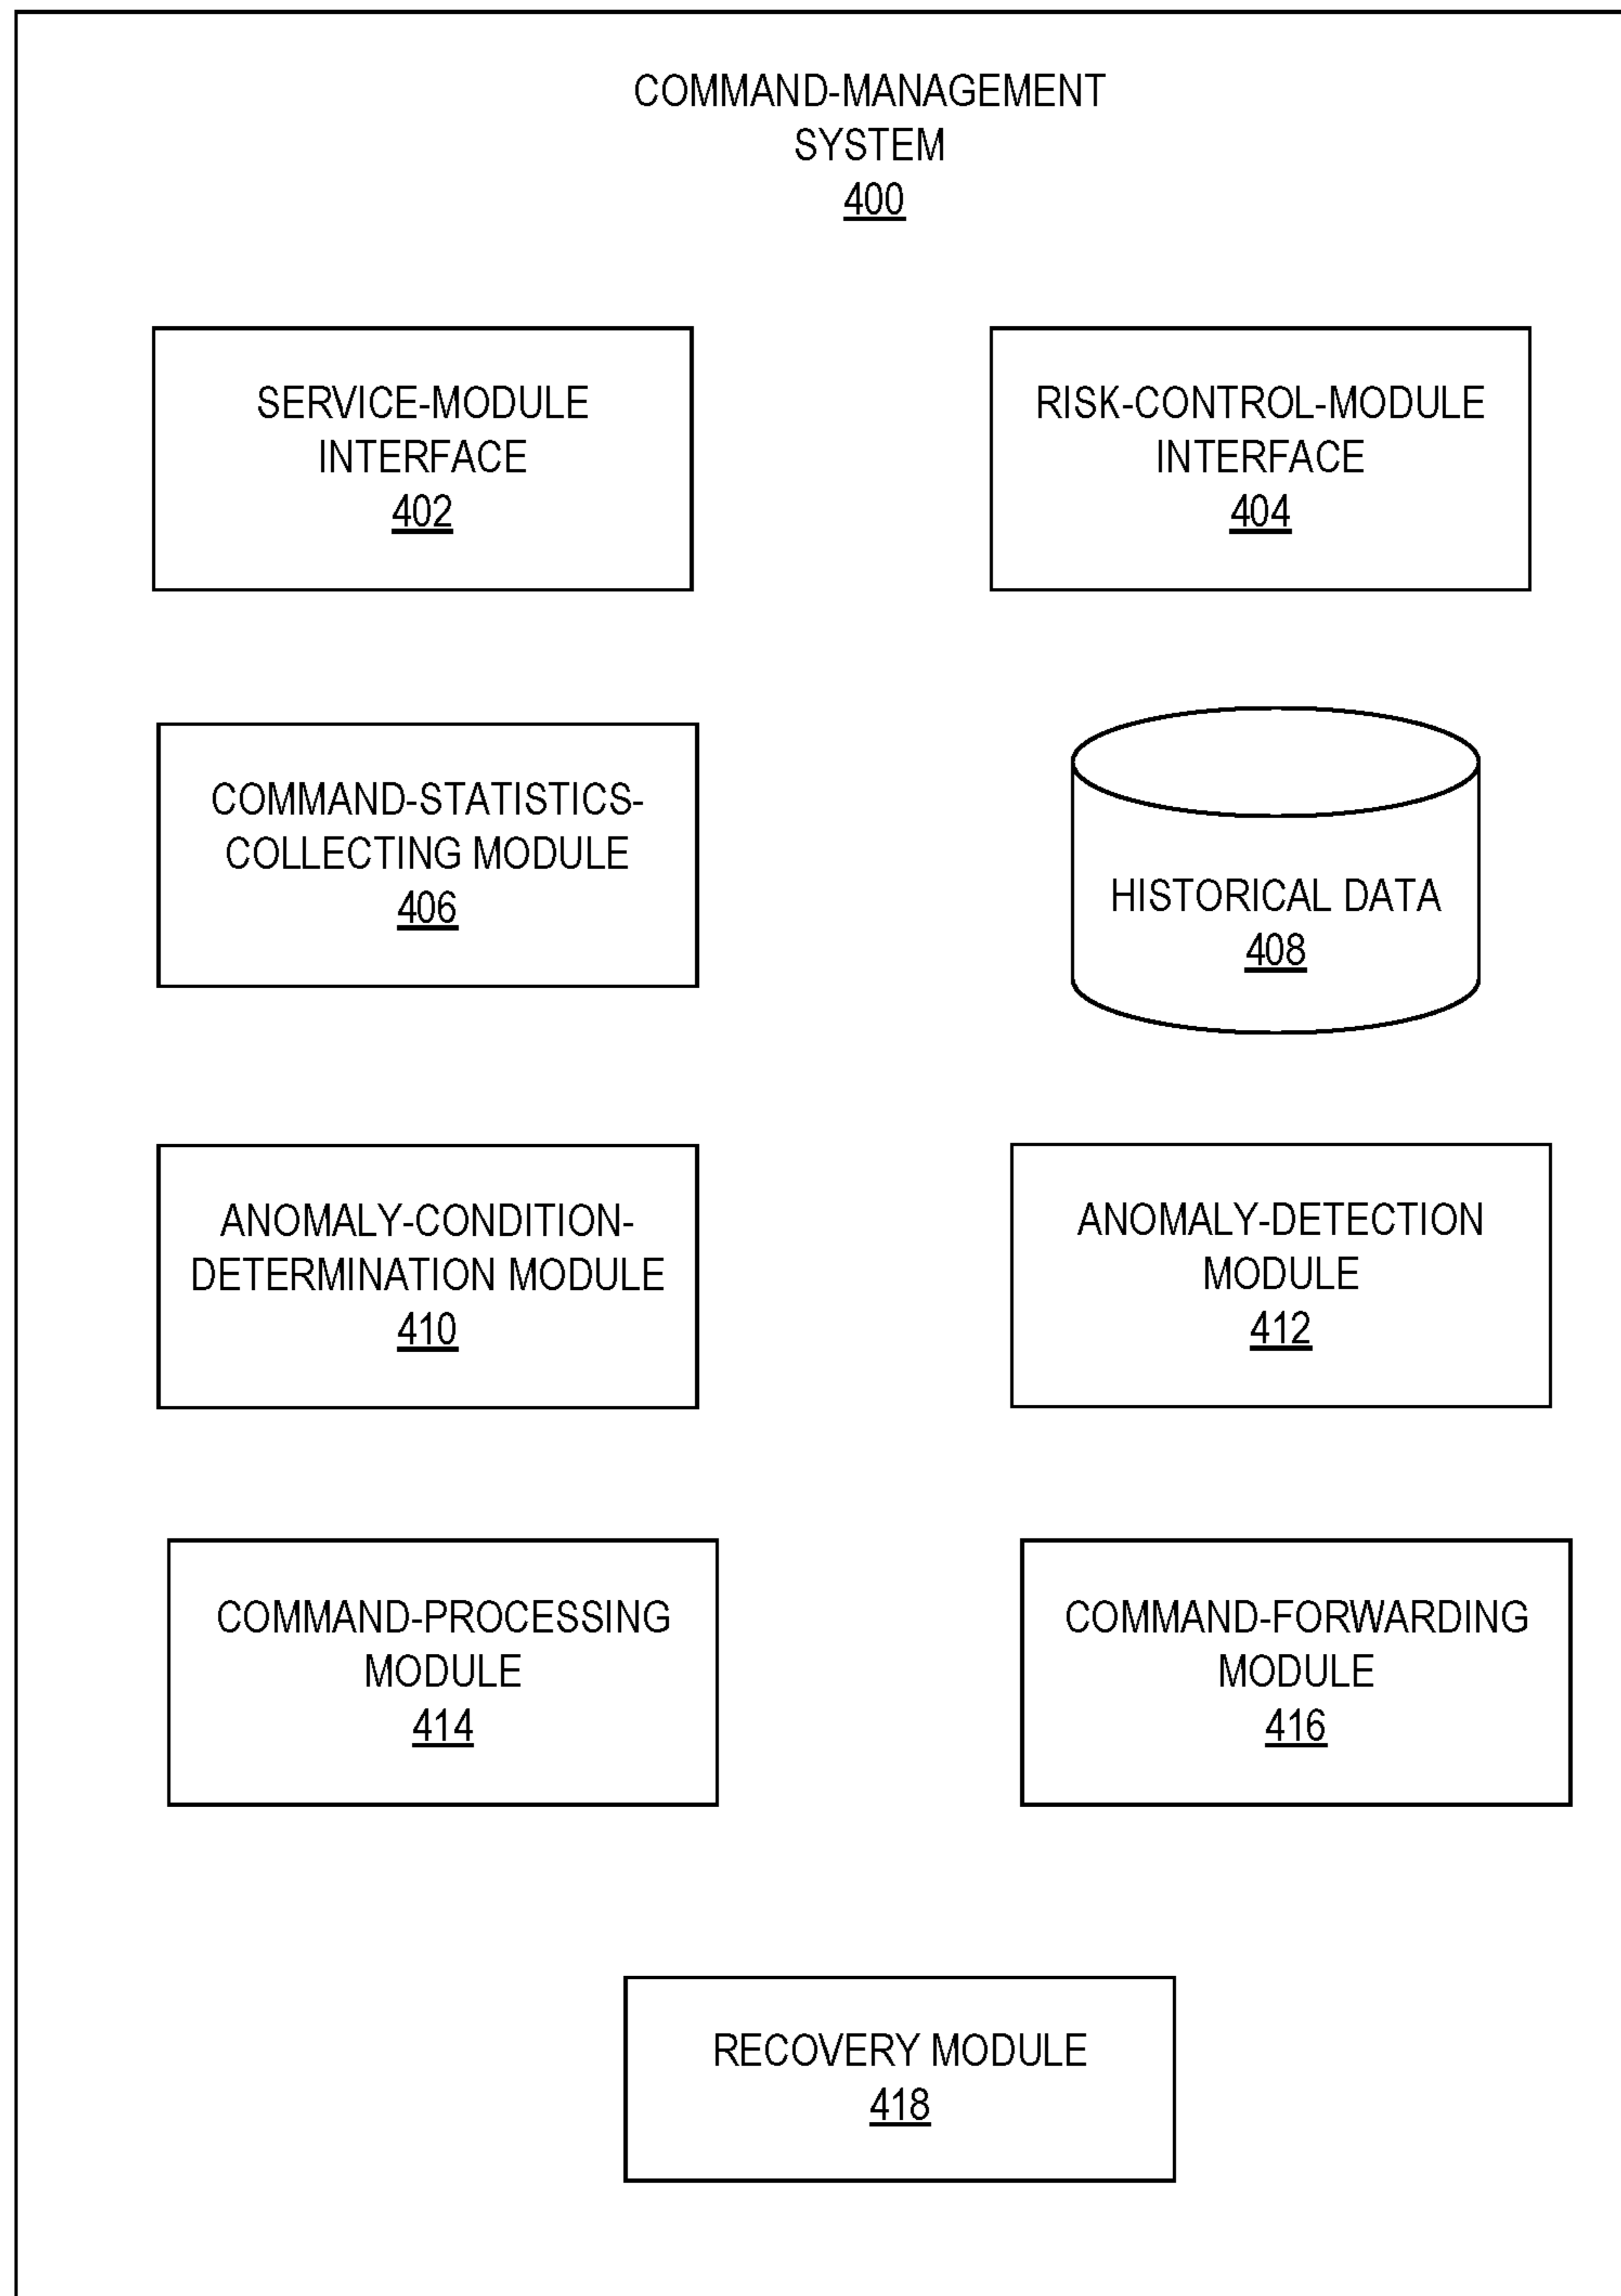 COMMAND-MANAGEMENT
SYSTEM
400
SERVICE-MODULE
INTERFACE
402
RISK-CONTROL-MODULE
INTERFACE
404
COMMAND-STATISTICS-
COLLECTING MODULE
406
HISTORICAL DATA
408
ANOMALY-CONDITION-
DETERMINATION MODULE
410
ANOMALY-DETECTION
MODULE
412
COMMAND-PROCESSING
MODULE
414
COMMAND-FORWARDING
MODULE
416
RECOVERY MODULE
418